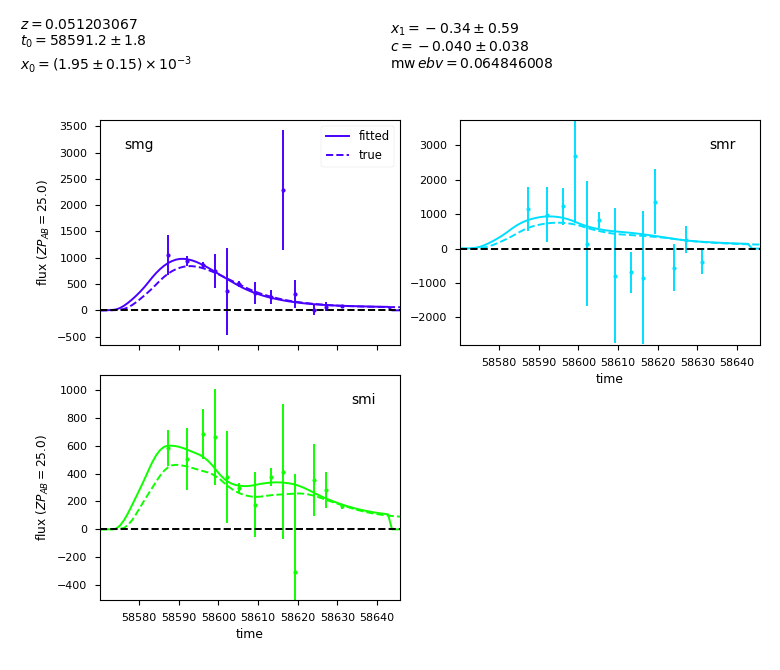 z = 0.051203067
t₀ = 58591.2 ± 1.8
x₀ = (1.95 ± 0.15) × 10⁻³
x₁ = −0.34 ± 0.59
c = −0.040 ± 0.038
mw ebv = 0.064846008
smg
fitted
true
3500
3000
2500
2000
1500
1000
500
0
−500
flux (ZP_AB = 25.0)
smr
3000
2000
1000
0
−1000
−2000
58580 58590 58600 58610 58620 58630 58640
time
smi
1000
800
600
400
200
0
−200
−400
flux (ZP_AB = 25.0)
58580 58590 58600 58610 58620 58630 58640
time